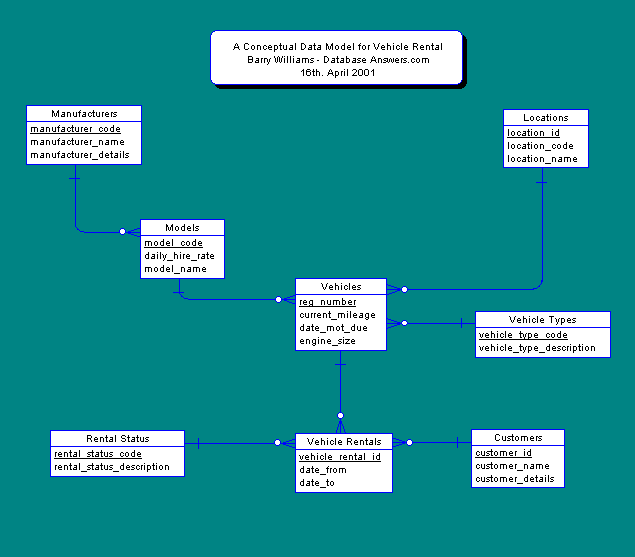 A Conceptual Data Model for Vehicle Rental
Barry Williams - Database Answers.com
16th. April 2001
Manufacturers
manufacturer_code
manufacturer_name
manufacturer_details
Locations
location_id
location_code
location_name
Models
model_code
daily_hire_rate
model_name
Vehicles
reg_number
current_mileage
date_mot_due
engine_size
Vehicle Types
vehicle_type_code
vehicle_type_description
Rental Status
rental_status_code
rental_status_description
Vehicle Rentals
vehicle_rental_id
date_from
date_to
Customers
customer_id
customer_name
customer_details